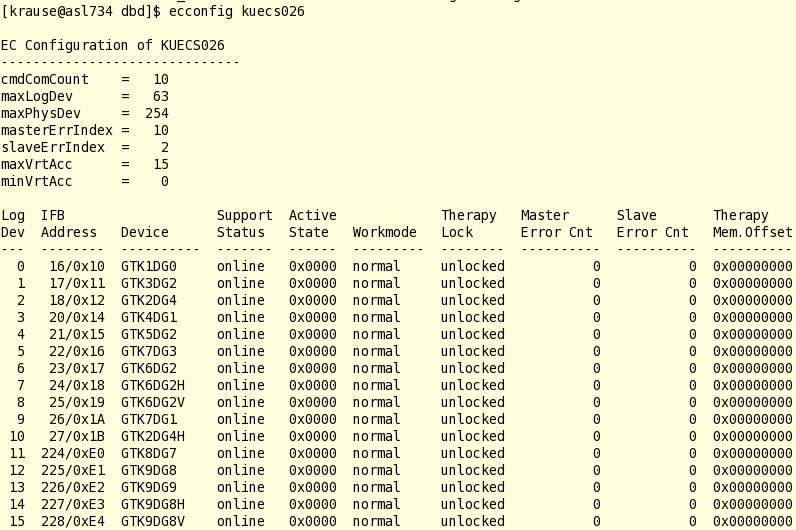 [krause@asl734 dbd]$ ecconfig kuecs026
EC Configuration of KUECS026
------------------------------
cmdComCount    =   10
maxLogDev      =   63
maxPhysDev     =  254
masterErrIndex =   10
slaveErrIndex  =    2
maxVrtAcc      =   15
minVrtAcc      =    0
Log  IFB                   Support  Active             Therapy   Master      Slave       Therapy
Dev  Address  Device      Status   State   Workmode   Lock      Error Cnt   Error Cnt   Mem.Offset
---  --------  ----------  -------  ------  ---------  --------  ----------  ----------  ----------
  0   16/0x10  GTK1DG0     online   0x0000  normal     unlocked           0           0  0x00000000
  1   17/0x11  GTK3DG2     online   0x0000  normal     unlocked           0           0  0x00000000
  2   18/0x12  GTK2DG4     online   0x0000  normal     unlocked           0           0  0x00000000
  3   20/0x14  GTK4DG1     online   0x0000  normal     unlocked           0           0  0x00000000
  4   21/0x15  GTK5DG2     online   0x0000  normal     unlocked           0           0  0x00000000
  5   22/0x16  GTK7DG3     online   0x0000  normal     unlocked           0           0  0x00000000
  6   23/0x17  GTK6DG2     online   0x0000  normal     unlocked           0           0  0x00000000
  7   24/0x18  GTK6DG2H    online   0x0000  normal     unlocked           0           0  0x00000000
  8   25/0x19  GTK6DG2V    online   0x0000  normal     unlocked           0           0  0x00000000
  9   26/0x1A  GTK7DG1     online   0x0000  normal     unlocked           0           0  0x00000000
 10   27/0x1B  GTK2DG4H    online   0x0000  normal     unlocked           0           0  0x00000000
 11  224/0xE0  GTK8DG7     online   0x0000  normal     unlocked           0           0  0x00000000
 12  225/0xE1  GTK9DG8     online   0x0000  normal     unlocked           0           0  0x00000000
 13  226/0xE2  GTK9DG9     online   0x0000  normal     unlocked           0           0  0x00000000
 14  227/0xE3  GTK9DG8H    online   0x0000  normal     unlocked           0           0  0x00000000
 15  228/0xE4  GTK9DG8V    online   0x0000  normal     unlocked           0           0  0x00000000